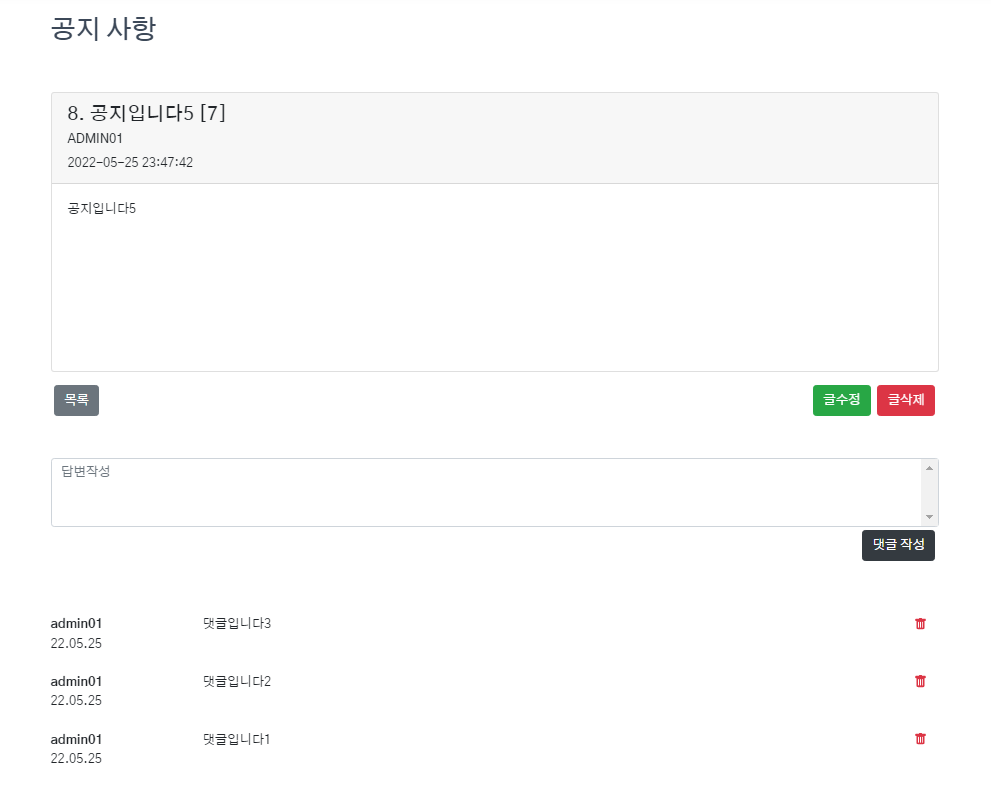 공지 사항
8. 공지입니다5 [7]
ADMIN01
2022-05-25 23:47:42
공지입니다5
목록
글수정 글삭제
답변작성
댓글 작성
admin01 댓글입니다3
22.05.25
admin01 댓글입니다2
22.05.25
admin01 댓글입니다1
22.05.25